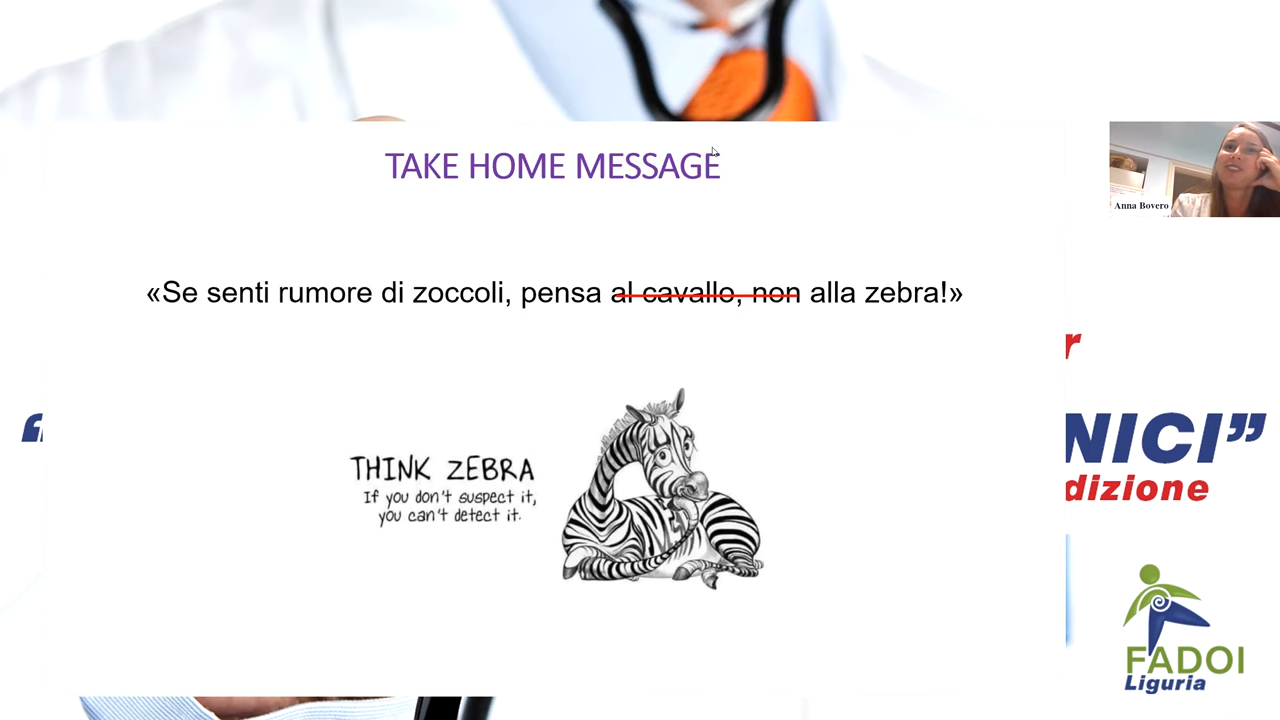 TAKE HOME MESSAGE
Anna Bovero
«Se senti rumore di zoccoli, pensa al cavallo, non alla zebra!»
r
“
NICI”
THINK ZEBRA
If you don't suspect it,
you can't detect it.
dizione
FADOI
Liguria